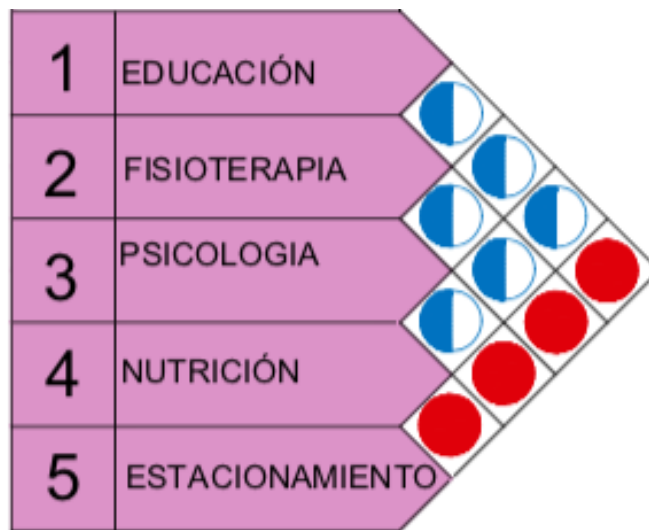 1 EDUCACIÓN
2 FISIOTERAPIA
3 PSICOLOGIA
4 NUTRICIÓN
5 ESTACIONAMIENTO